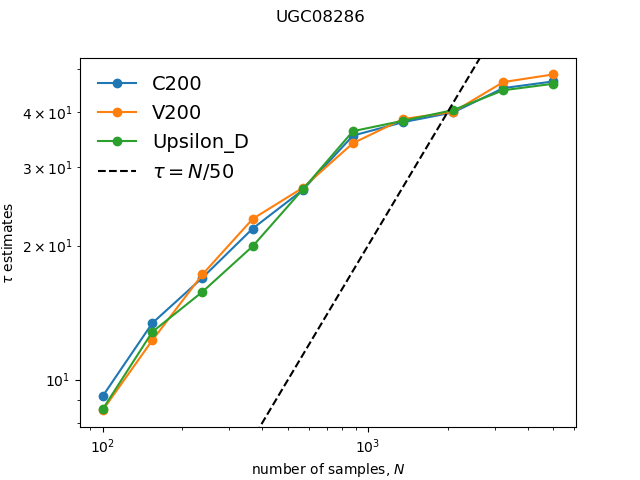 UGC08286
C200
V200
Upsilon_D
τ = N/50
τ estimates
4 × 10¹
3 × 10¹
2 × 10¹
10¹
10²
10³
number of samples, N